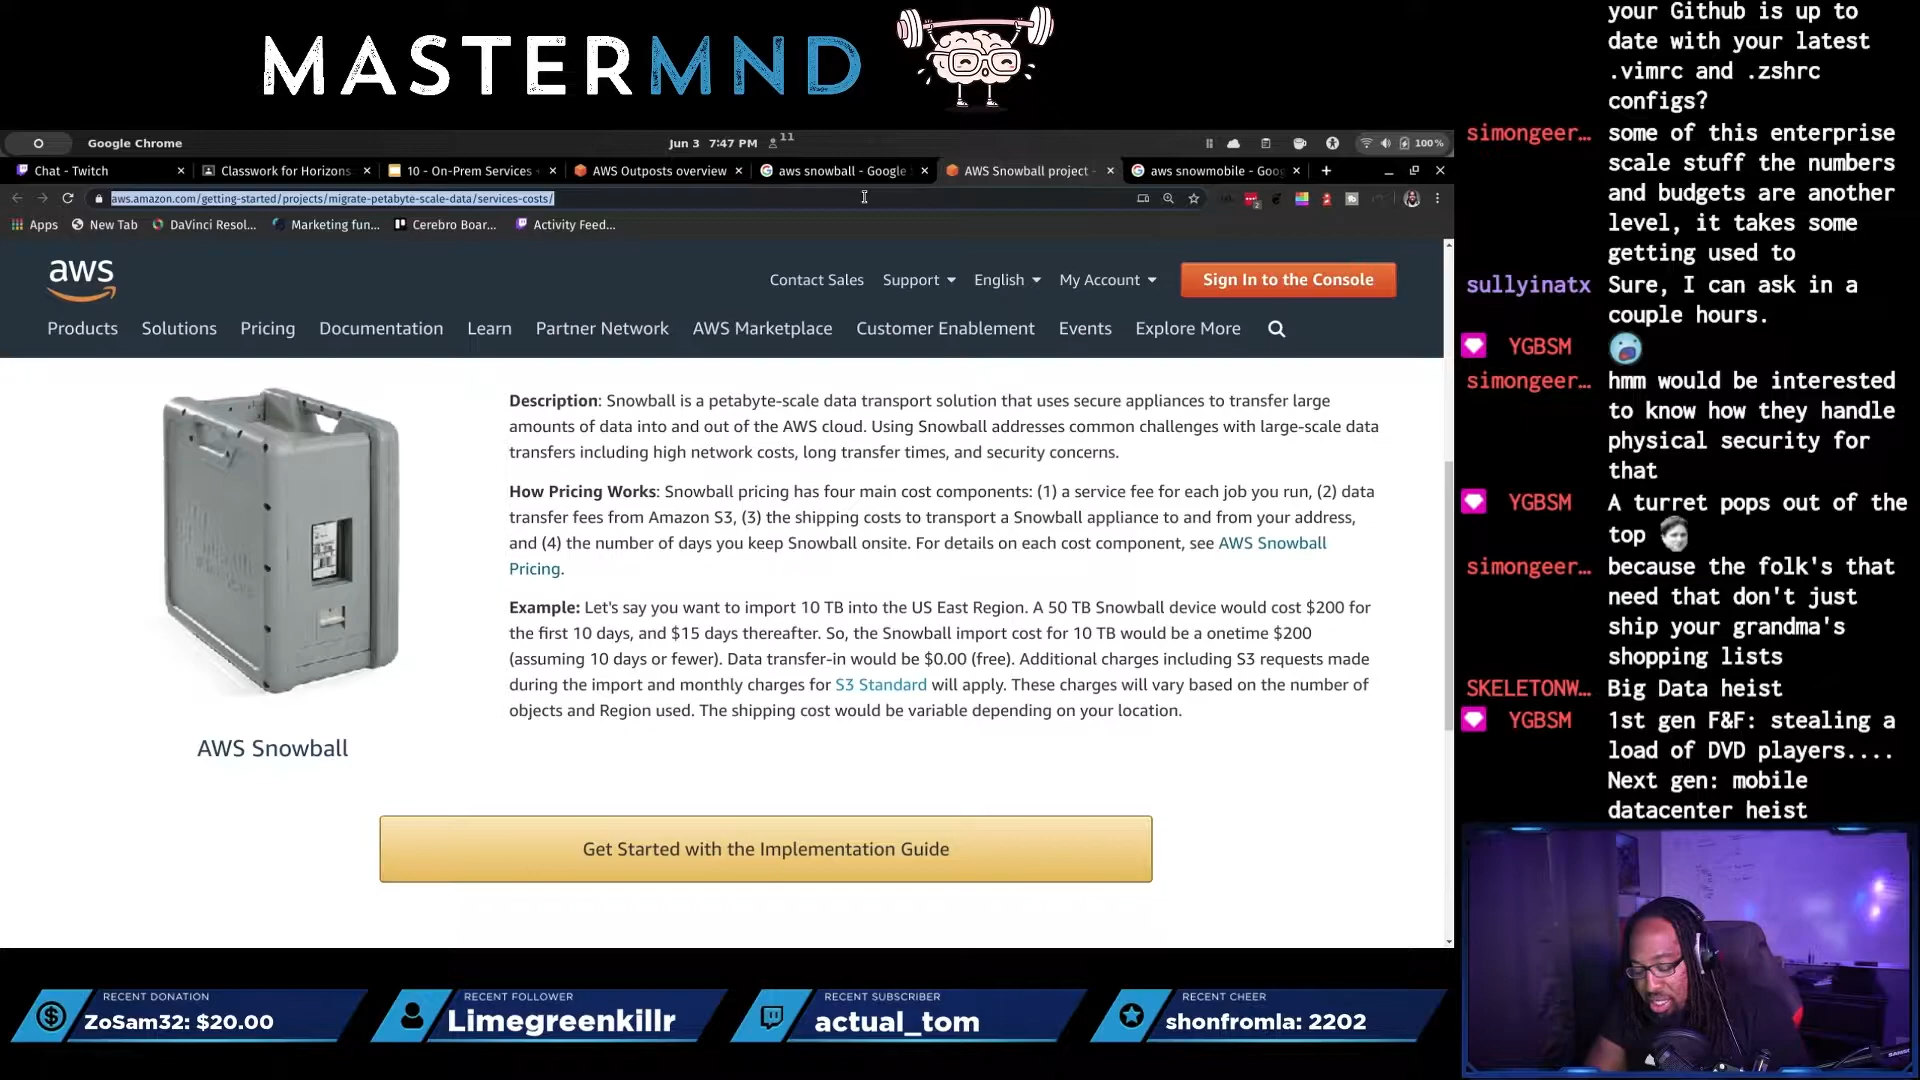 MASTERMND
Google Chrome
Jun 3 7:47 PM
11
100%
Chat - Twitch
Classwork for Horizons
10 - On-Prem Services
AWS Outposts overview
aws snowball - Google
AWS Snowball project -
aws snowmobile - Goog
aws.amazon.com/getting-started/projects/migrate-petabyte-scale-data/services-costs/
Apps
New Tab
DaVinci Resol...
Marketing fun...
Cerebro Boar...
Activity Feed...
aws
Contact Sales
Support
English
My Account
Sign In to the Console
Products
Solutions
Pricing
Documentation
Learn
Partner Network
AWS Marketplace
Customer Enablement
Events
Explore More
Description: Snowball is a petabyte-scale data transport solution that uses secure appliances to transfer large
amounts of data into and out of the AWS cloud. Using Snowball addresses common challenges with large-scale data
transfers including high network costs, long transfer times, and security concerns.
How Pricing Works: Snowball pricing has four main cost components: (1) a service fee for each job you run, (2) data
transfer fees from Amazon S3, (3) the shipping costs to transport a Snowball appliance to and from your address,
and (4) the number of days you keep Snowball onsite. For details on each cost component, see AWS Snowball
Pricing.
Example: Let's say you want to import 10 TB into the US East Region. A 50 TB Snowball device would cost $200 for
the first 10 days, and $15 days thereafter. So, the Snowball import cost for 10 TB would be a onetime $200
(assuming 10 days or fewer). Data transfer-in would be $0.00 (free). Additional charges including S3 requests made
during the import and monthly charges for S3 Standard will apply. These charges will vary based on the number of
objects and Region used. The shipping cost would be variable depending on your location.
AWS Snowball
Get Started with the Implementation Guide
your Github is up to
date with your latest
.vimrc and .zshrc
configs?
simongeer... some of this enterprise
scale stuff the numbers
and budgets are another
level, it takes some
getting used to
sullyinatx Sure, I can ask in a
couple hours.
YGBSM
simongeer... hmm would be interested
to know how they handle
physical security for
that
YGBSM A turret pops out of the
top
simongeer... because the folk's that
need that don't just
ship your grandma's
shopping lists
SKELETONW... Big Data heist
YGBSM 1st gen F&F: stealing a
load of DVD players....
Next gen: mobile
datacenter heist
RECENT DONATION
ZoSam32: $20.00
RECENT FOLLOWER
Limegreenkillr
RECENT SUBSCRIBER
actual_tom
RECENT CHEER
shonfromla: 2202